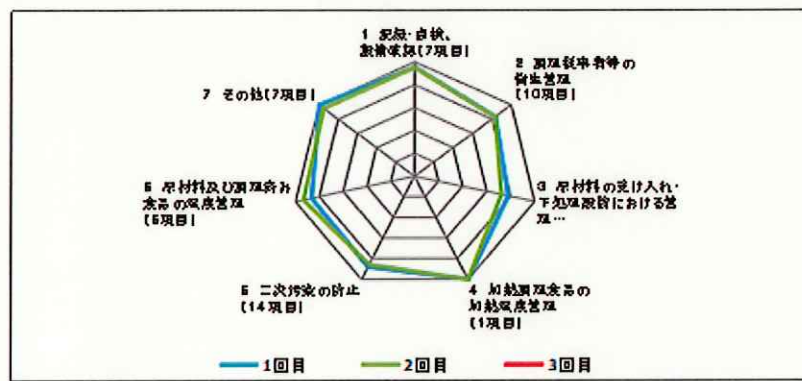 1 記録・点検、
設備確認(7項目)
2 調理従事者等の
衛生管理
(10項目)
3 原材料の受け入れ・
下処理段階における管
理…
4 加熱調理食品の
加熱温度管理
(1項目)
5 二次汚染の防止
(14項目)
6 原材料及び調理済み
食品の温度管理
7 その他(7項目)
1回目
2回目
3回目